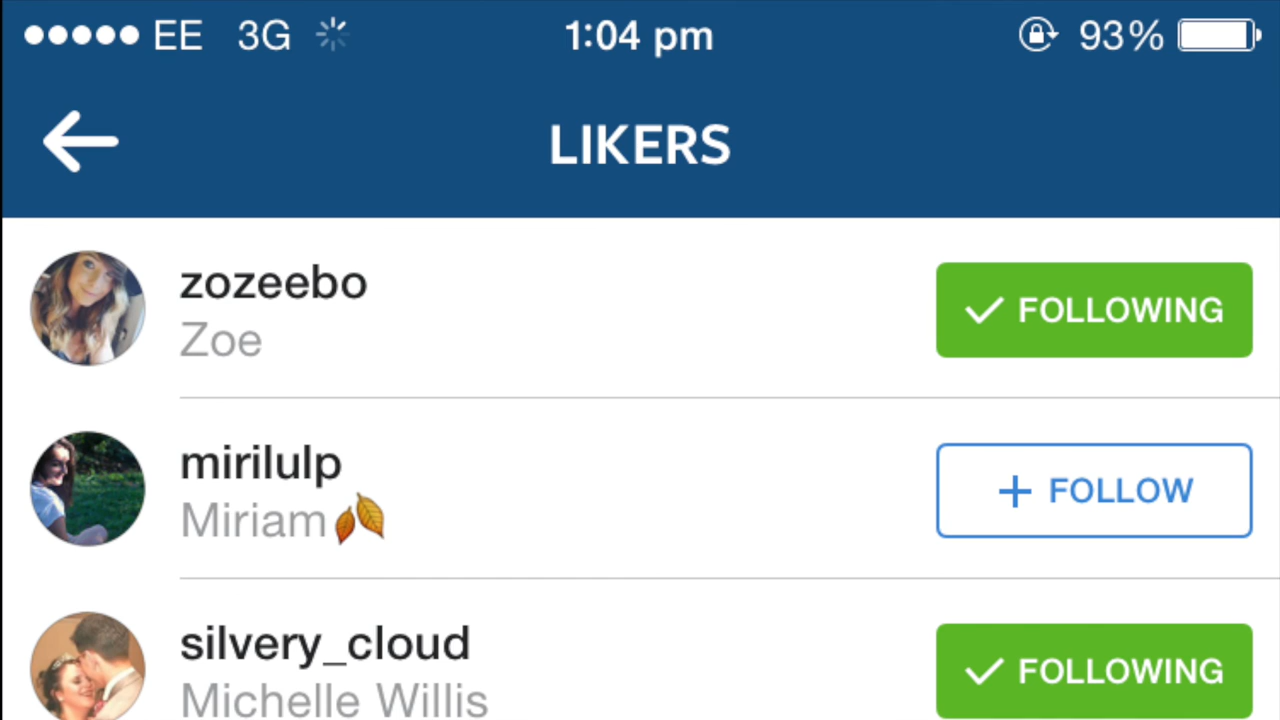 EE 3G 1:04 pm 93%
LIKERS
zozeebo
Zoe
FOLLOWING
mirilulp
Miriam🍂
FOLLOW
silvery_cloud
Michelle Willis
FOLLOWING